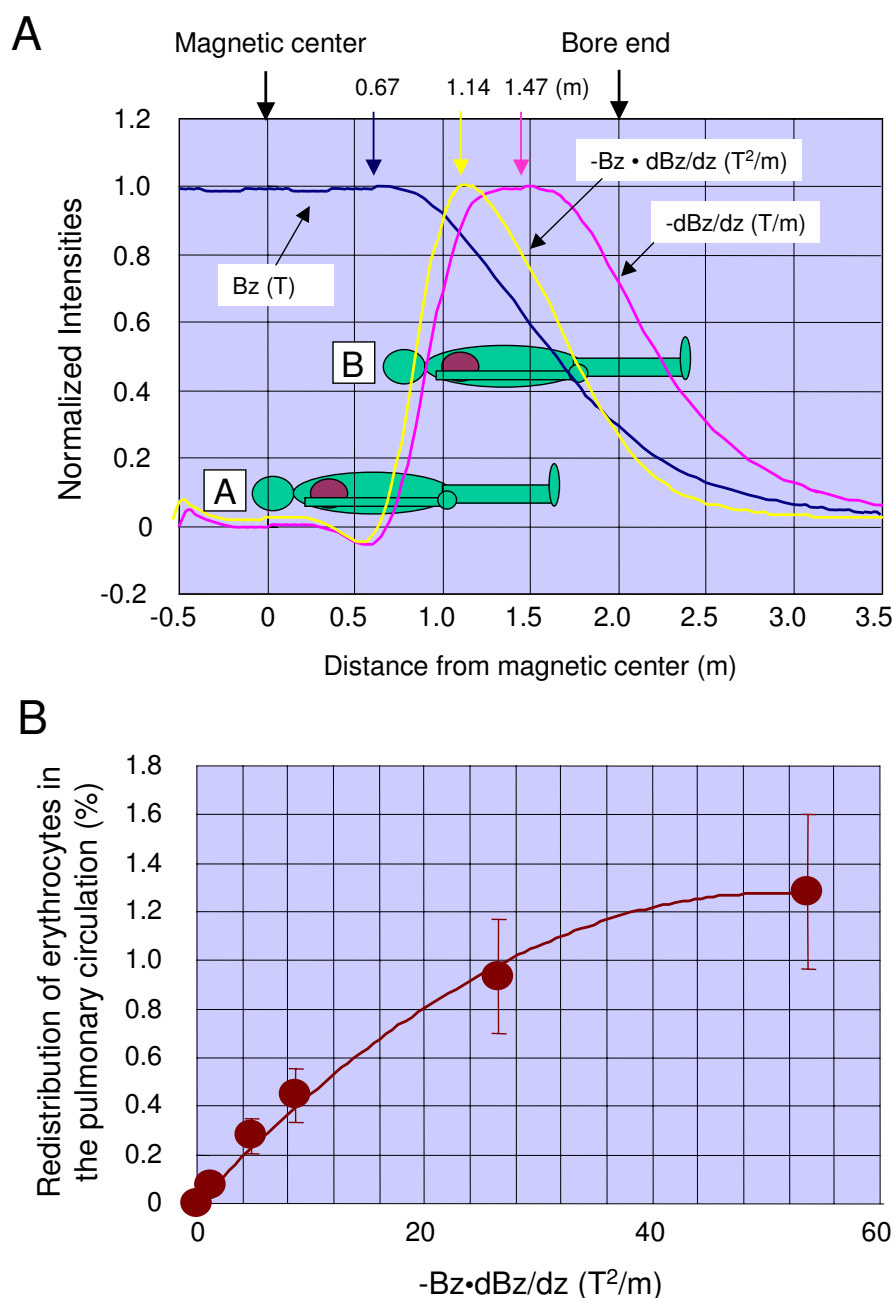 A
Magnetic center
Bore end
0.67
1.14
1.47 (m)
1.2
1.0
0.8
0.6
0.4
0.2
0
-0.2
Normalized Intensities
-Bz • dBz/dz (T²/m)
-dBz/dz (T/m)
Bz (T)
B
A
-0.5
0
0.5
1.0
1.5
2.0
2.5
3.0
3.5
Distance from magnetic center (m)
B
1.8
1.6
1.4
1.2
1.0
0.8
0.6
0.4
0.2
0
Redistribution of erythrocytes in
the pulmonary circulation (%)
0
20
40
60
-Bz•dBz/dz (T²/m)